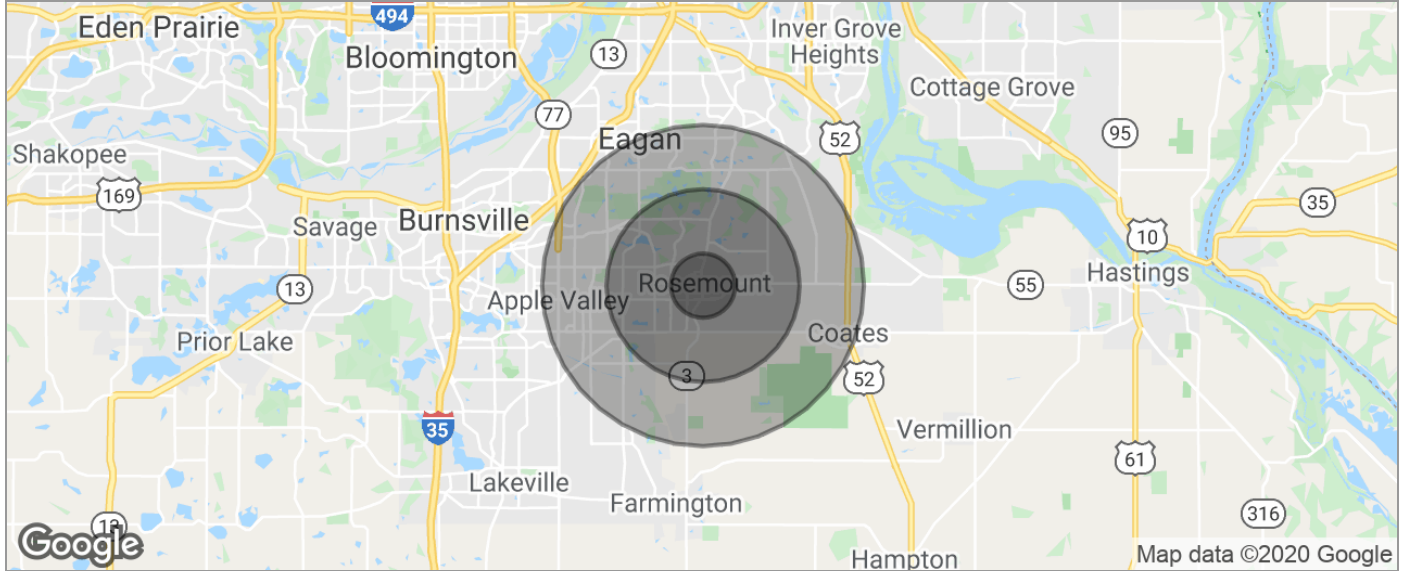 494
Eden Prairie
Bloomington
13
Inver Grove
Heights
Cottage Grove
77
Eagan
52
95
Shakopee
169
Savage
Burnsville
35
10
Hastings
Rosemount
13
Apple Valley
55
Prior Lake
Coates
3
52
35
Vermillion
61
Lakeville
Farmington
316
13
Google
Hampton
Map data ©2020 Google